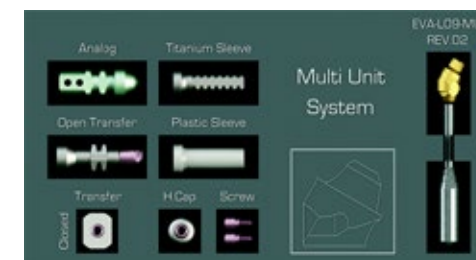 EVA-L09-M
REV.02
Analog
Titanium Sleeve
Multi Unit
System
Open Transfer
Plastic Sleeve
Transfer
H.Cap
Screw
Closed